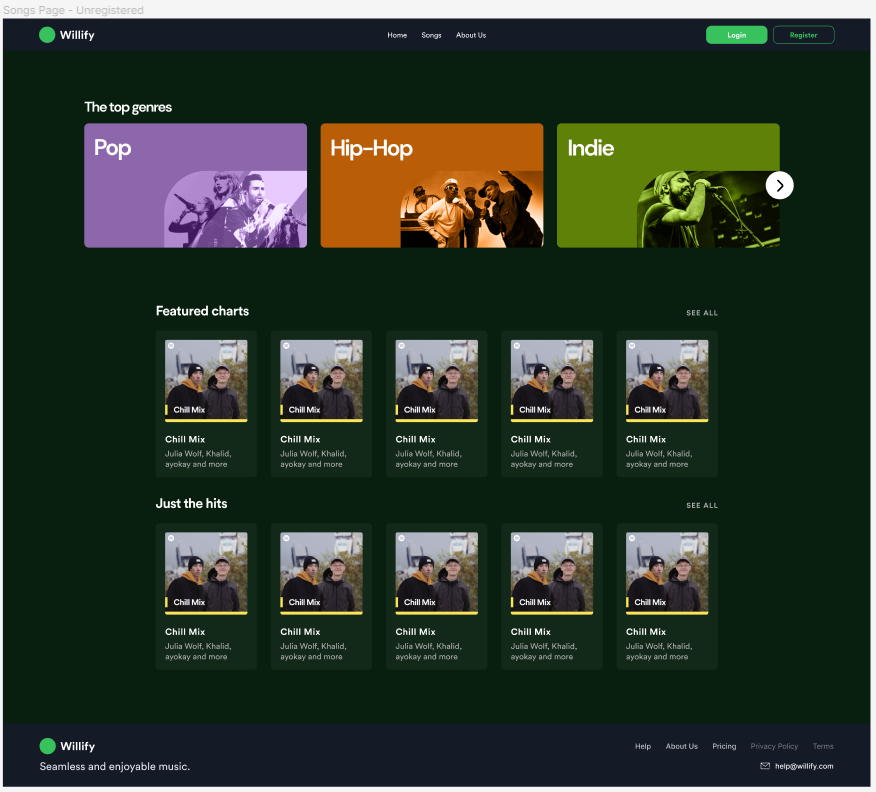 Songs Page - Unregistered
Willify
Home Songs About Us
Login Register
The top genres
Pop Hip-Hop Indie
Featured charts SEE ALL
Chill Mix Chill Mix Chill Mix Chill Mix Chill Mix
Chill Mix Chill Mix Chill Mix Chill Mix Chill Mix
Julia Wolf, Khalid, Julia Wolf, Khalid, Julia Wolf, Khalid, Julia Wolf, Khalid, Julia Wolf, Khalid,
ayokay and more ayokay and more ayokay and more ayokay and more ayokay and more
Just the hits SEE ALL
Chill Mix Chill Mix Chill Mix Chill Mix Chill Mix
Chill Mix Chill Mix Chill Mix Chill Mix Chill Mix
Julia Wolf, Khalid, Julia Wolf, Khalid, Julia Wolf, Khalid, Julia Wolf, Khalid, Julia Wolf, Khalid,
ayokay and more ayokay and more ayokay and more ayokay and more ayokay and more
Willify
Help About Us Pricing Privacy Policy Terms
Seamless and enjoyable music.
help@willify.com